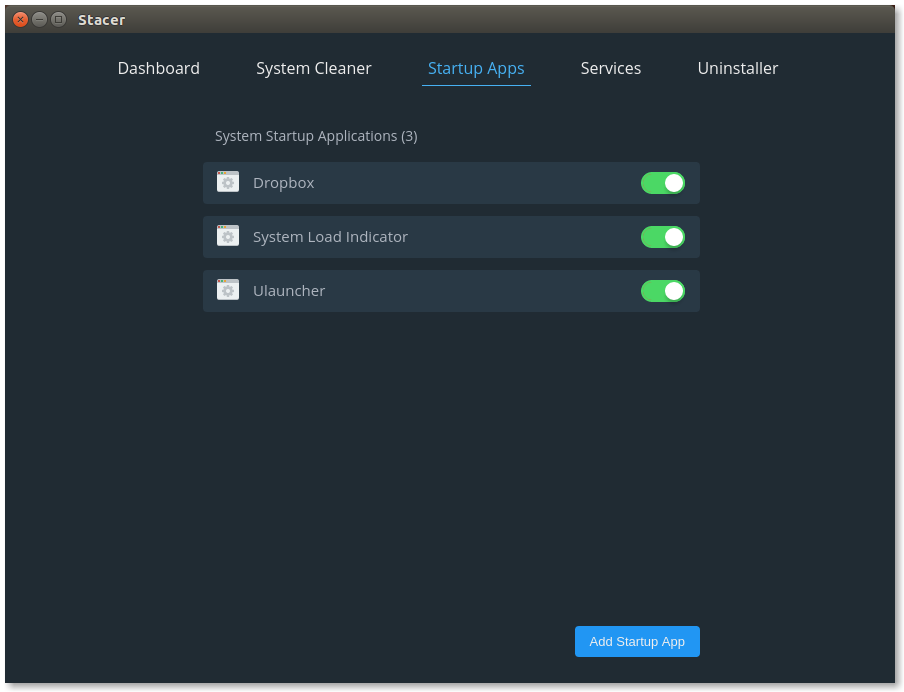 Stacer
Dashboard System Cleaner Startup Apps Services Uninstaller
System Startup Applications (3)
Dropbox
System Load Indicator
Ulauncher
Add Startup App